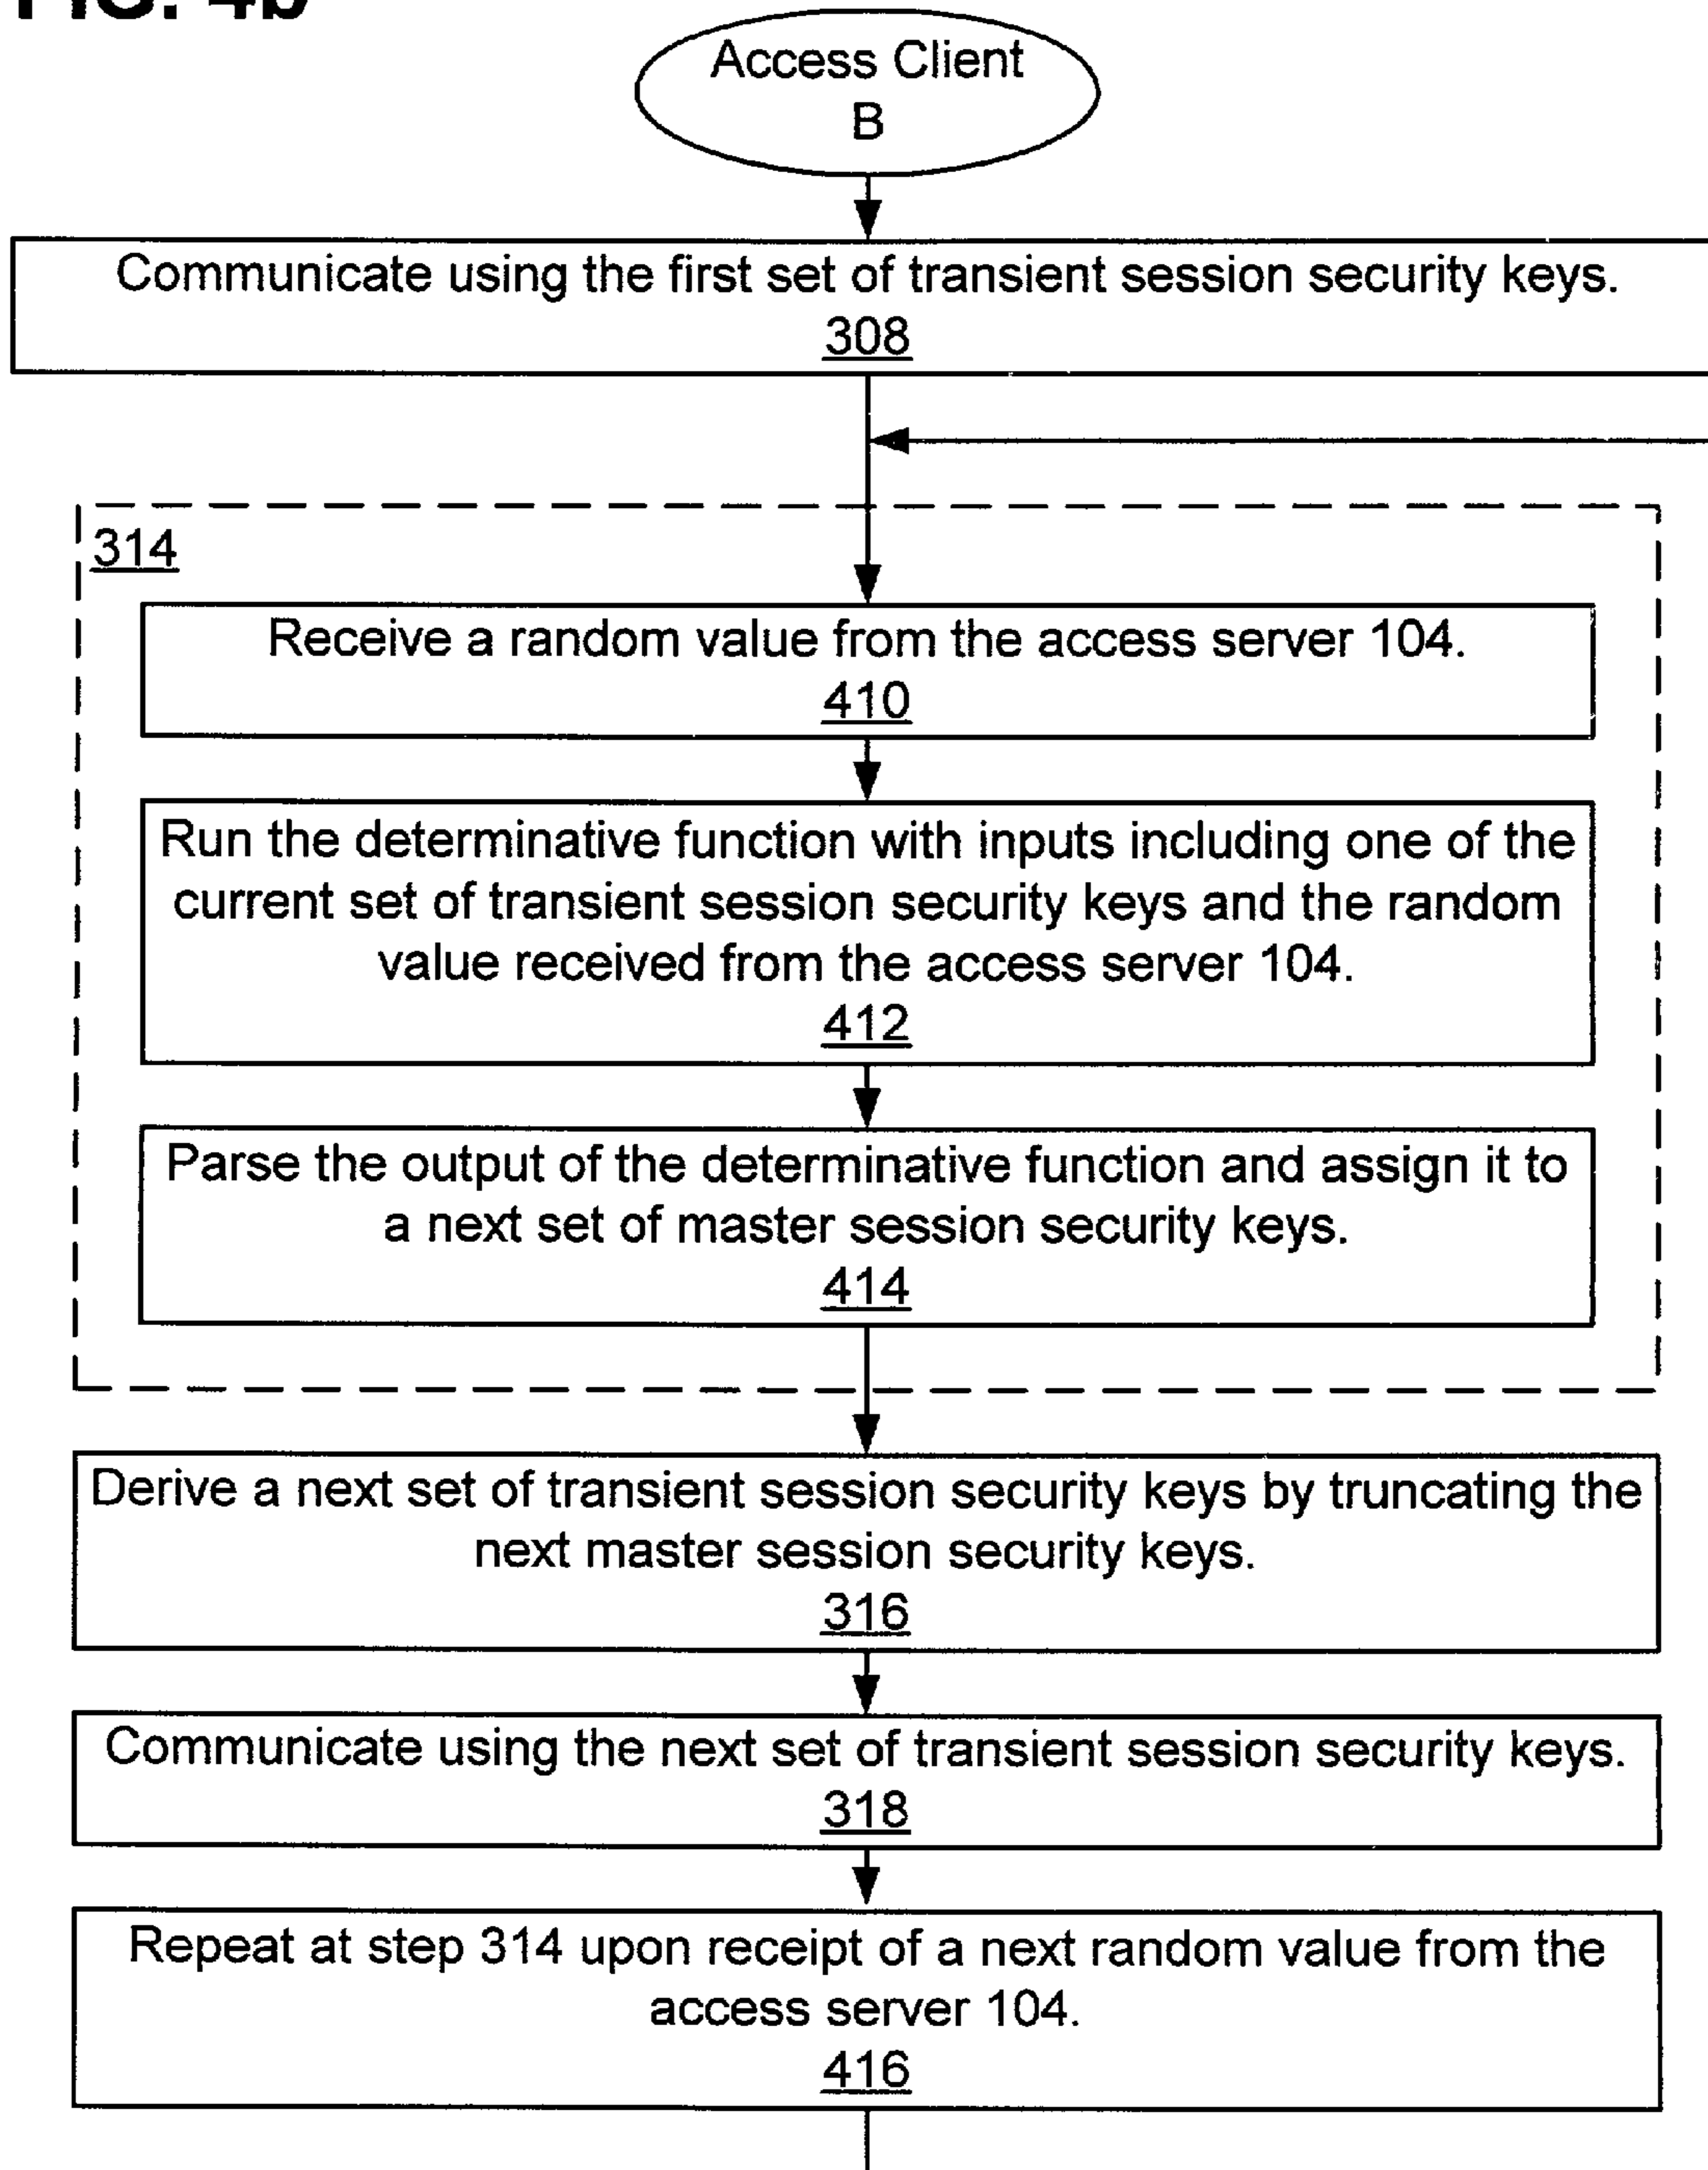 FIG. 4b
Access Client
B
Communicate using the first set of transient session security keys.
308
314
Receive a random value from the access server 104.
410
Run the determinative function with inputs including one of the
current set of transient session security keys and the random
value received from the access server 104.
412
Parse the output of the determinative function and assign it to
a next set of master session security keys.
414
Derive a next set of transient session security keys by truncating the
next master session security keys.
316
Communicate using the next set of transient session security keys.
318
Repeat at step 314 upon receipt of a next random value from the
access server 104.
416